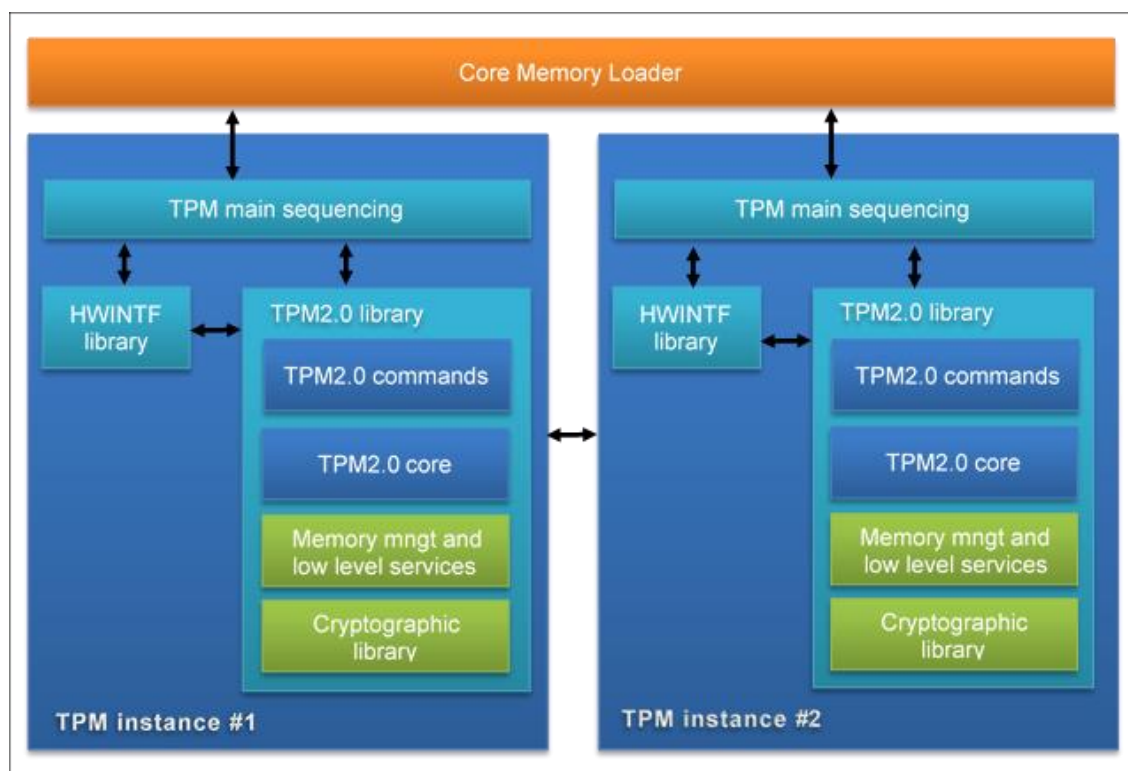 Core Memory Loader
TPM main sequencing
HWINTF
library
TPM2.0 library
TPM2.0 commands
TPM2.0 core
Memory mngt and
low level services
Cryptographic
library
TPM instance #1
TPM main sequencing
HWINTF
library
TPM2.0 library
TPM2.0 commands
TPM2.0 core
Memory mngt and
low level services
Cryptographic
library
TPM instance #2